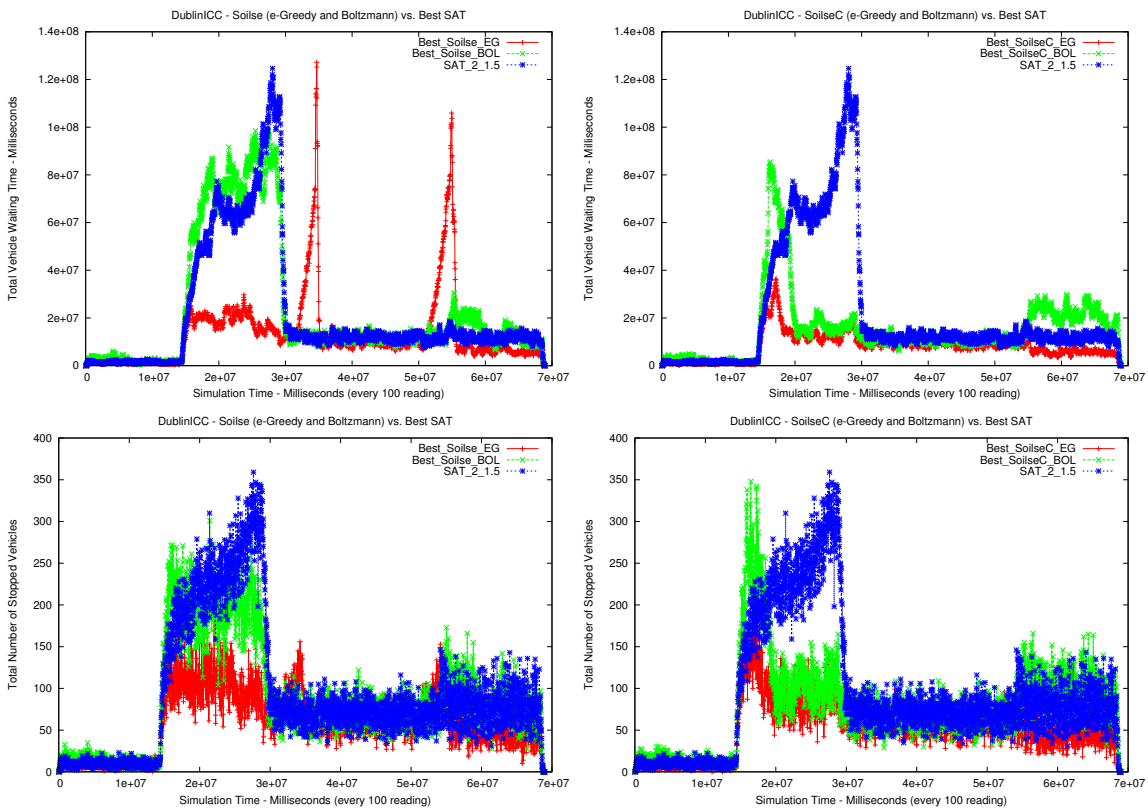 DublinICC - Soilse (e-Greedy and Boltzmann) vs. Best SAT
Best_Soilse_EG
Best_Soilse_BOL
SAT_2_1.5
Total Vehicle Waiting Time - Milliseconds
1.4e+08
1.2e+08
1e+08
8e+07
6e+07
4e+07
2e+07
0
0 1e+07 2e+07 3e+07 4e+07 5e+07 6e+07 7e+07
Simulation Time - Milliseconds (every 100 reading)
DublinICC - SoilseC (e-Greedy and Boltzmann) vs. Best SAT
Best_SoilseC_EG
Best_SoilseC_BOL
SAT_2_1.5
Total Vehicle Waiting Time - Milliseconds
1.4e+08
1.2e+08
1e+08
8e+07
6e+07
4e+07
2e+07
0
0 1e+07 2e+07 3e+07 4e+07 5e+07 6e+07 7e+07
Simulation Time - Milliseconds (every 100 reading)
DublinICC - Soilse (e-Greedy and Boltzmann) vs. Best SAT
Best_Soilse_EG
Best_Soilse_BOL
SAT_2_1.5
Total Number of Stopped Vehicles
400
350
300
250
200
150
100
50
0
0 1e+07 2e+07 3e+07 4e+07 5e+07 6e+07 7e+07
Simulation Time - Milliseconds (every 100 reading)
DublinICC - SoilseC (e-Greedy and Boltzmann) vs. Best SAT
Best_SoilseC_EG
Best_SoilseC_BOL
SAT_2_1.5
Total Number of Stopped Vehicles
400
350
300
250
200
150
100
50
0
0 1e+07 2e+07 3e+07 4e+07 5e+07 6e+07 7e+07
Simulation Time - Milliseconds (every 100 reading)